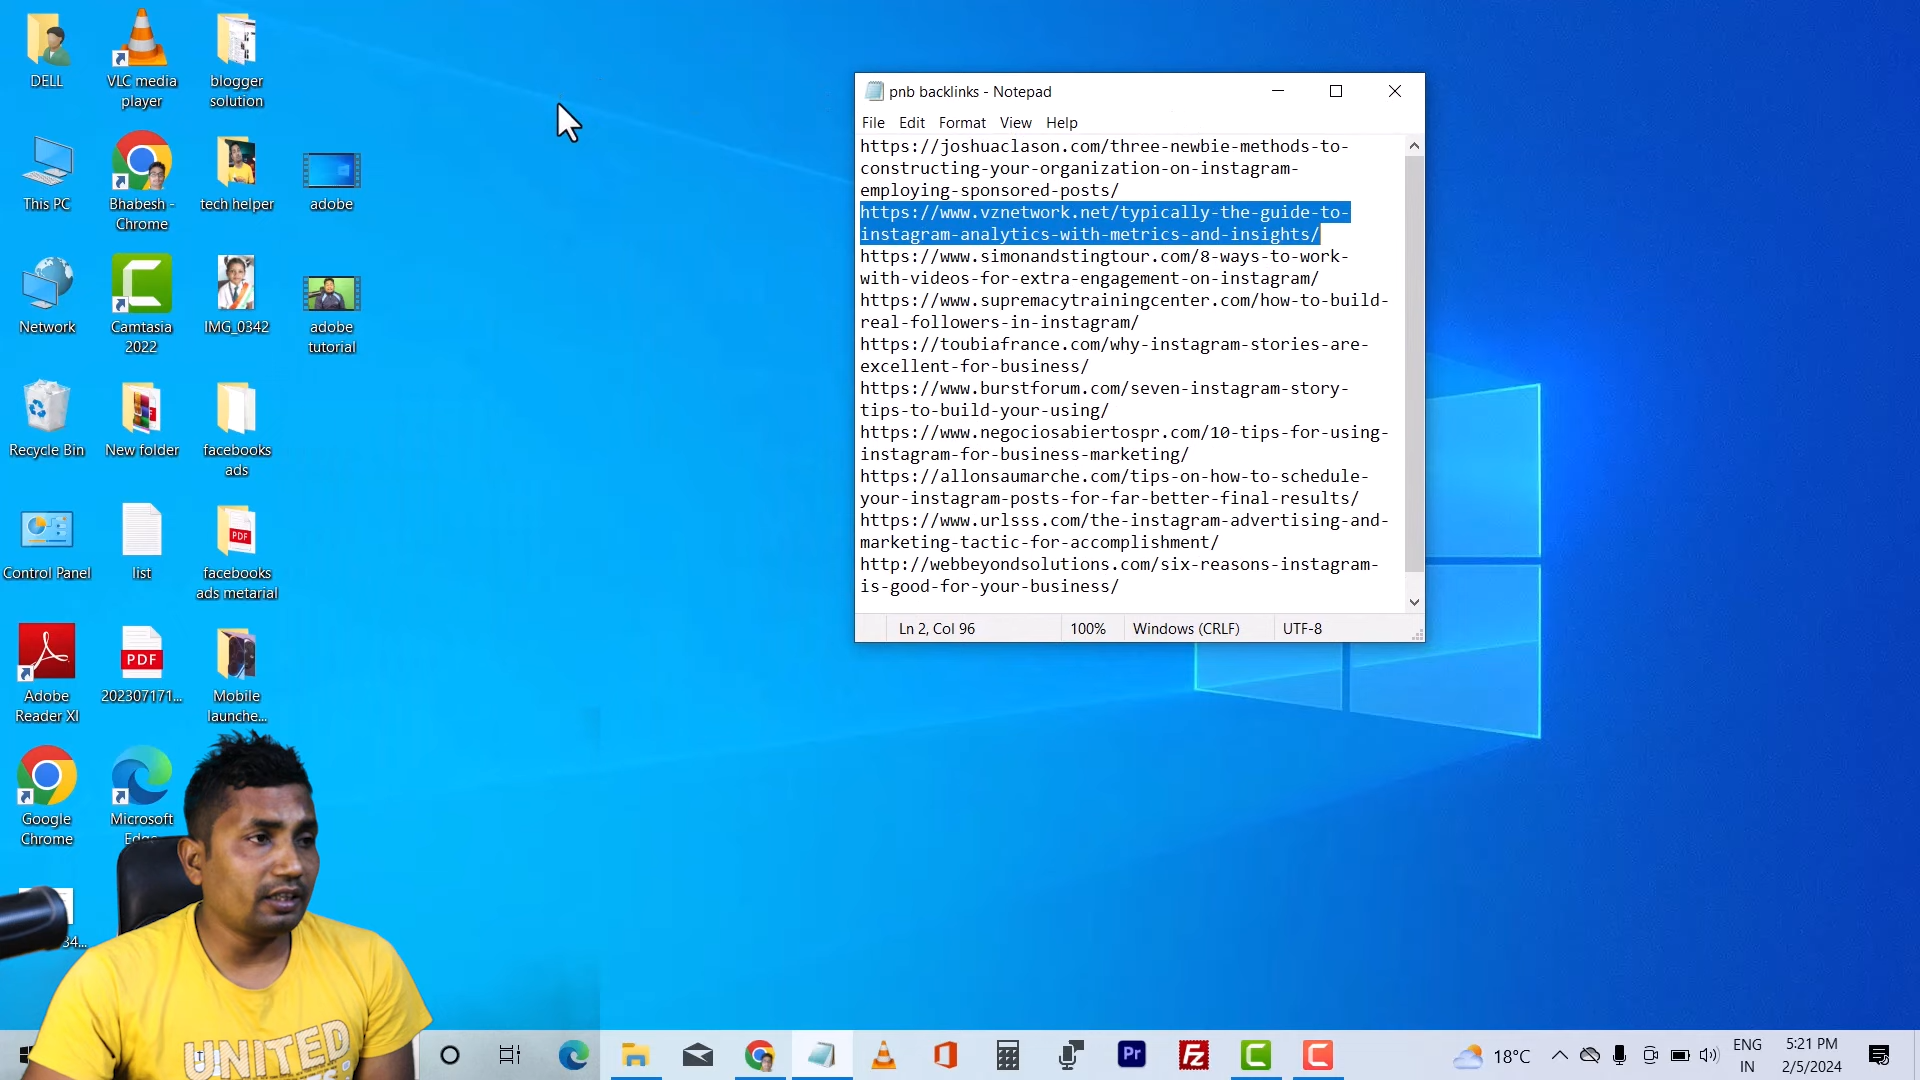 DELL
VLC media
player
blogger
solution
This PC
Bhabesh -
Chrome
tech helper
adobe
Network
Camtasia
2022
IMG_0342
adobe
tutorial
Recycle Bin
New folder
facebooks
ads
Control Panel
list
PDF
facebooks
ads metarial
Adobe
Reader XI
PDF
202307171...
Mobile
launche...
Google
Chrome
Microsoft
Edge
34...
UNITED
pnb backlinks - Notepad
File Edit Format View Help
https://joshuaclason.com/three-newbie-methods-to-
constructing-your-organization-on-instagram-
employing-sponsored-posts/
https://www.vznetwork.net/typically-the-guide-to-
instagram-analytics-with-metrics-and-insights/
https://www.simonandstingtour.com/8-ways-to-work-
with-videos-for-extra-engagement-on-instagram/
https://www.supremacytrainingcenter.com/how-to-build-
real-followers-in-instagram/
https://toubiafrance.com/why-instagram-stories-are-
excellent-for-business/
https://www.burstforum.com/seven-instagram-story-
tips-to-build-your-using/
https://www.negociosabiertospr.com/10-tips-for-using-
instagram-for-business-marketing/
https://allonsaumarche.com/tips-on-how-to-schedule-
your-instagram-posts-for-far-better-final-results/
https://www.urlsss.com/the-instagram-advertising-and-
marketing-tactic-for-accomplishment/
http://webbeyondsolutions.com/six-reasons-instagram-
is-good-for-your-business/
Ln 2, Col 96 100% Windows (CRLF) UTF-8
Pr
FZ
18°C
ENG
IN
5:21 PM
2/5/2024